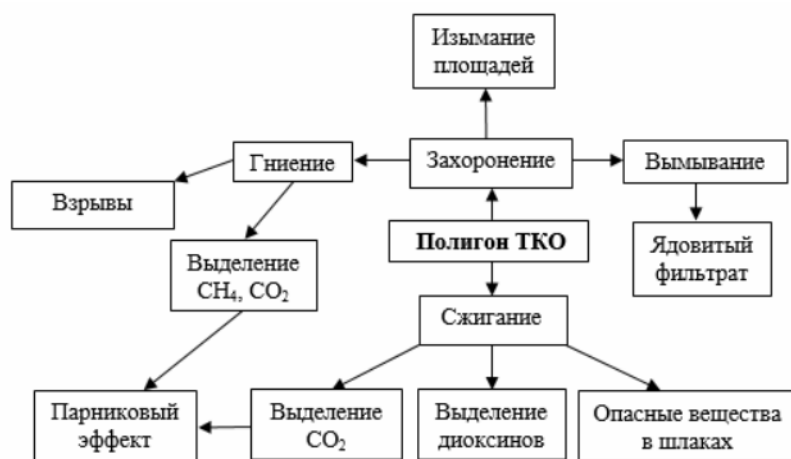 Изымание
площадей
Гниение
Захоронение
Вымывание
Взрывы
Полигон ТКО
Ядовитый
фильтрат
Выделение
CH₄, CO₂
Сжигание
Парниковый
эффект
Выделение
CO₂
Выделение
диоксинов
Опасные вещества
в шлаках